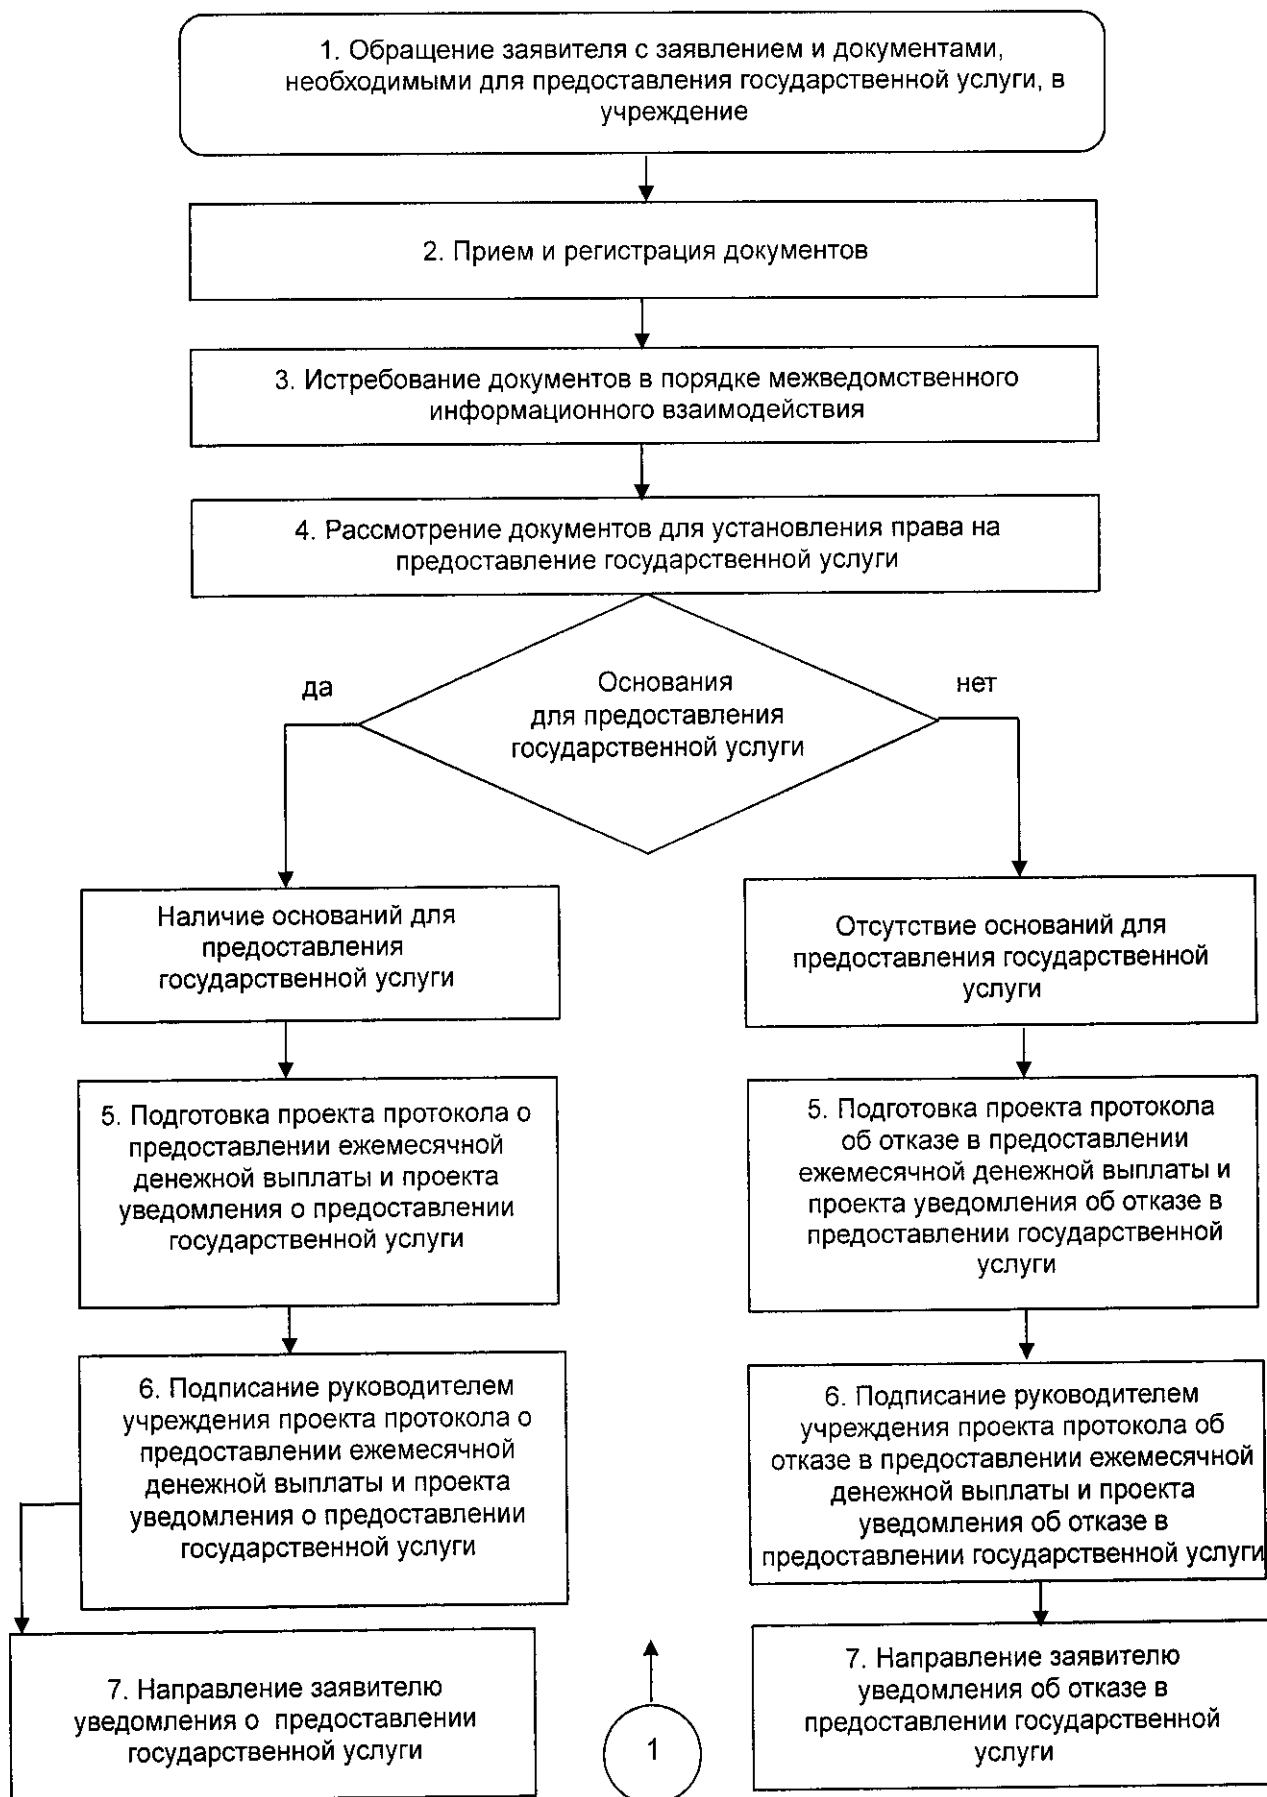 1. Обращение заявителя с заявлением и документами,
необходимыми для предоставления государственной услуги, в
учреждение
2. Прием и регистрация документов
3. Истребование документов в порядке межведомственного
информационного взаимодействия
4. Рассмотрение документов для установления права на
предоставление государственной услуги
да
Основания
для предоставления
государственной услуги
нет
Наличие оснований для
предоставления
государственной услуги
Отсутствие оснований для
предоставления государственной
услуги
5. Подготовка проекта протокола о
предоставлении ежемесячной
денежной выплаты и проекта
уведомления о предоставлении
государственной услуги
5. Подготовка проекта протокола
об отказе в предоставлении
ежемесячной денежной выплаты и
проекта уведомления об отказе в
предоставлении государственной
услуги
6. Подписание руководителем
учреждения проекта протокола о
предоставлении ежемесячной
денежной выплаты и проекта
уведомления о предоставлении
государственной услуги
6. Подписание руководителем
учреждения проекта протокола об
отказе в предоставлении ежемесячной
денежной выплаты и проекта
уведомления об отказе в
предоставлении государственной услуги
7. Направление заявителю
уведомления о предоставлении
государственной услуги
1
7. Направление заявителю
уведомления об отказе в
предоставлении государственной
услуги